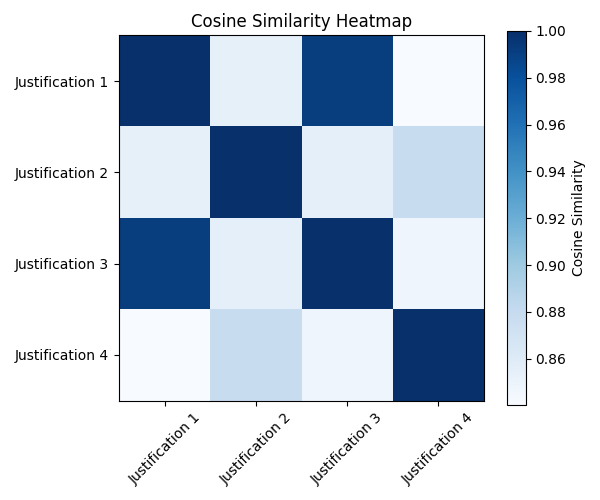 Cosine Similarity Heatmap
Justification 1
Justification 2
Justification 3
Justification 4
Justification 1
Justification 2
Justification 3
Justification 4
1.00
0.98
0.96
0.94
0.92
0.90
0.88
0.86
Cosine Similarity